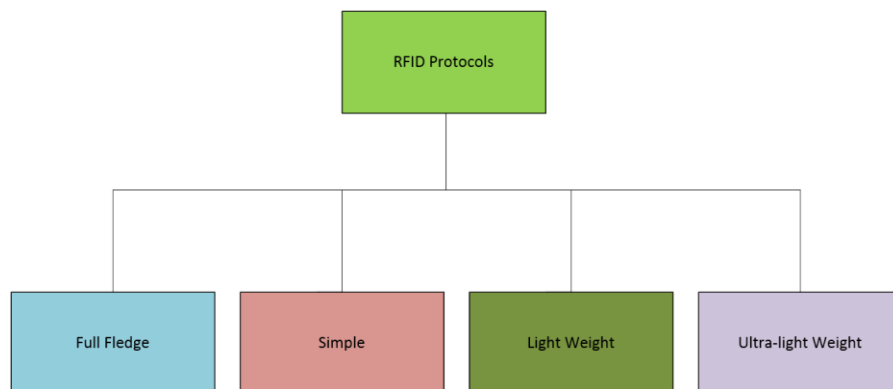 RFID Protocols
Full Fledge
Simple
Light Weight
Ultra-light Weight